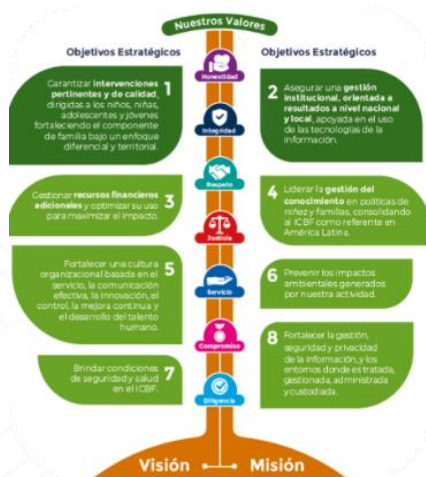 Nuestros Valores
Objetivos Estratégicos
Objetivos Estratégicos
Honestidad
1
Garantizar intervenciones
pertinentes y de calidad,
dirigidas a los niños, niñas,
adolescentes y jóvenes
fortaleciendo el componente
de familia bajo un enfoque
diferencial y territorial.
2
Asegurar una gestión
institucional, orientada a
resultados a nivel nacional
y local, apoyada en el uso
de las tecnologías de la
información.
Integridad
Respeto
3
Gestionar recursos financieros
adicionales y optimizar su uso
para maximizar el impacto.
4
Liderar la gestión del
conocimiento en políticas de
niñez y familias, consolidando
al ICBF como referente en
América Latina.
Justicia
5
Fortalecer una cultura
organizacional basada en el
servicio, la comunicación
efectiva, la innovación, el
control, la mejora continua y
el desarrollo del talento
humano.
Servicio
6
Prevenir los impactos
ambientales generados
por nuestra actividad.
Compromiso
7
Brindar condiciones
de seguridad y salud
en el ICBF.
8
Fortalecer la gestión,
seguridad y privacidad
de la información, y los
entornos donde es tratada,
gestionada, administrada
y custodiada.
Diligencia
Visión
Misión